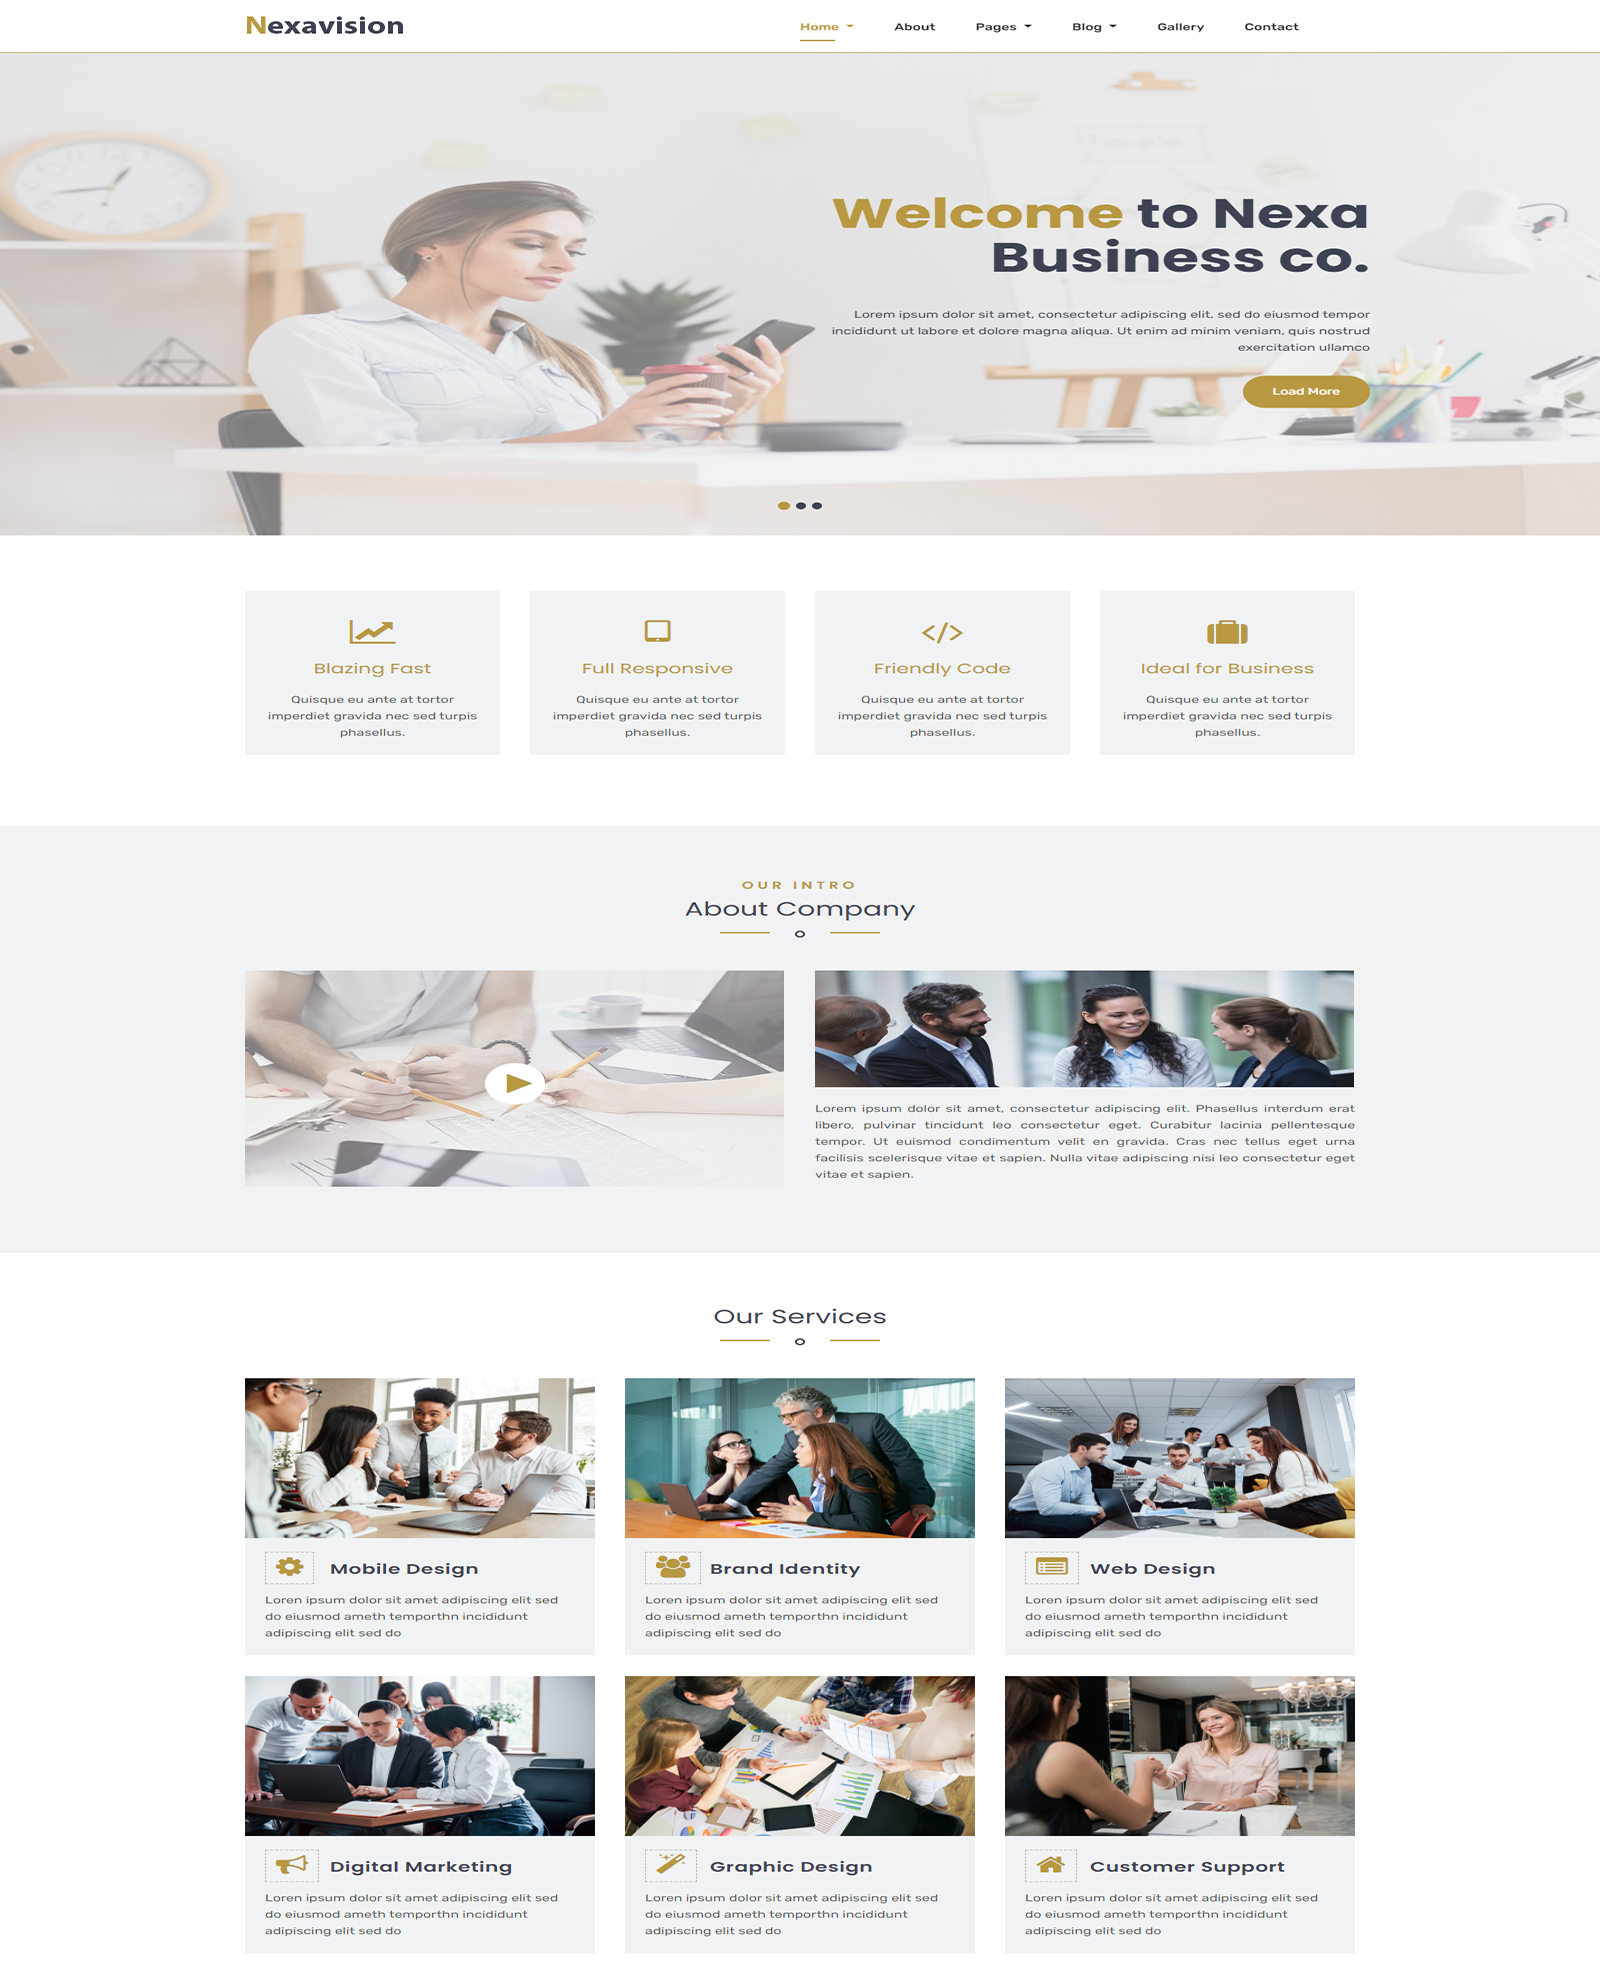 Nexavision
Home About Pages Blog Gallery Contact
People
Welcome to Nexa
Business co.
Lorem ipsum dolor sit amet, consectetur adipiscing elit, sed do eiusmod tempor
incididunt ut labore et dolore magna aliqua. Ut enim ad minim veniam, quis nostrud
exercitation ullamco
Load More
Blazing Fast
Quisque eu ante at tortor
imperdiet gravida nec sed turpis
phasellus.
Full Responsive
Quisque eu ante at tortor
imperdiet gravida nec sed turpis
phasellus.
Friendly Code
Quisque eu ante at tortor
imperdiet gravida nec sed turpis
phasellus.
Ideal for Business
Quisque eu ante at tortor
imperdiet gravida nec sed turpis
phasellus.
OUR INTRO
About Company
Lorem ipsum dolor sit amet, consectetur adipiscing elit. Phasellus interdum erat
libero, pulvinar tincidunt leo consectetur eget. Curabitur lacinia pellentesque
tempor. Ut euismod condimentum velit en gravida. Cras nec tellus eget urna
facilisis scelerisque vitae et sapien. Nulla vitae adipiscing nisi leo consectetur eget
vitae et sapien.
Our Services
Mobile Design
Loren ipsum dolor sit amet adipiscing elit sed
do eiusmod ameth temporthn incididunt
adipiscing elit sed do
Brand Identity
Loren ipsum dolor sit amet adipiscing elit sed
do eiusmod ameth temporthn incididunt
adipiscing elit sed do
Web Design
Loren ipsum dolor sit amet adipiscing elit sed
do eiusmod ameth temporthn incididunt
adipiscing elit sed do
Digital Marketing
Loren ipsum dolor sit amet adipiscing elit sed
do eiusmod ameth temporthn incididunt
adipiscing elit sed do
Graphic Design
Loren ipsum dolor sit amet adipiscing elit sed
do eiusmod ameth temporthn incididunt
adipiscing elit sed do
Customer Support
Loren ipsum dolor sit amet adipiscing elit sed
do eiusmod ameth temporthn incididunt
adipiscing elit sed do